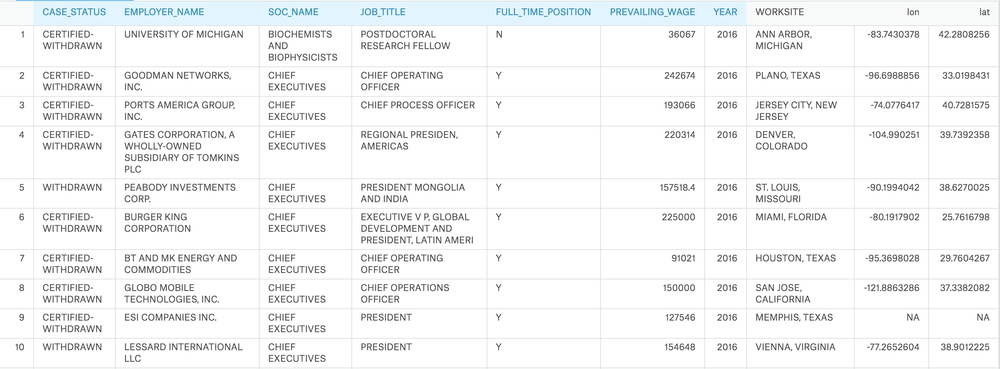 CASE_STATUS EMPLOYER_NAME SOC_NAME JOB_TITLE FULL_TIME_POSITION PREVAILING_WAGE YEAR WORKSITE lon lat
1 CERTIFIED- UNIVERSITY OF MICHIGAN BIOCHEMISTS POSTDOCTORAL N 36067 2016 ANN ARBOR, -83.7430378 42.2808256
WITHDRAWN AND RESEARCH FELLOW MICHIGAN
BIOPHYSICISTS
2 CERTIFIED- GOODMAN NETWORKS, CHIEF CHIEF OPERATING Y 242674 2016 PLANO, TEXAS -96.6988856 33.0198431
WITHDRAWN INC. EXECUTIVES OFFICER
3 CERTIFIED- PORTS AMERICA GROUP, CHIEF CHIEF PROCESS OFFICER Y 193066 2016 JERSEY CITY, NEW -74.0776417 40.7281575
WITHDRAWN INC. EXECUTIVES JERSEY
4 CERTIFIED- GATES CORPORATION, A CHIEF REGIONAL PRESIDEN, Y 220314 2016 DENVER, -104.990251 39.7392358
WITHDRAWN WHOLLY-OWNED EXECUTIVES AMERICAS COLORADO
SUBSIDIARY OF TOMKINS
PLC
5 WITHDRAWN PEABODY INVESTMENTS CHIEF PRESIDENT MONGOLIA Y 157518.4 2016 ST. LOUIS, -90.1994042 38.6270025
CORP. EXECUTIVES AND INDIA MISSOURI
6 CERTIFIED- BURGER KING CHIEF EXECUTIVE V P, GLOBAL Y 225000 2016 MIAMI, FLORIDA -80.1917902 25.7616798
WITHDRAWN CORPORATION EXECUTIVES DEVELOPMENT AND
PRESIDENT, LATIN AMERI
7 CERTIFIED- BT AND MK ENERGY AND CHIEF CHIEF OPERATING Y 91021 2016 HOUSTON, TEXAS -95.3698028 29.7604267
WITHDRAWN COMMODITIES EXECUTIVES OFFICER
8 CERTIFIED- GLOBO MOBILE CHIEF CHIEF OPERATIONS Y 150000 2016 SAN JOSE, -121.8863286 37.3382082
WITHDRAWN TECHNOLOGIES, INC. EXECUTIVES OFFICER CALIFORNIA
9 CERTIFIED- ESI COMPANIES INC. CHIEF PRESIDENT Y 127546 2016 MEMPHIS, TEXAS NA NA
WITHDRAWN EXECUTIVES
10 WITHDRAWN LESSARD INTERNATIONAL CHIEF PRESIDENT Y 154648 2016 VIENNA, VIRGINIA -77.2652604 38.9012225
LLC EXECUTIVES